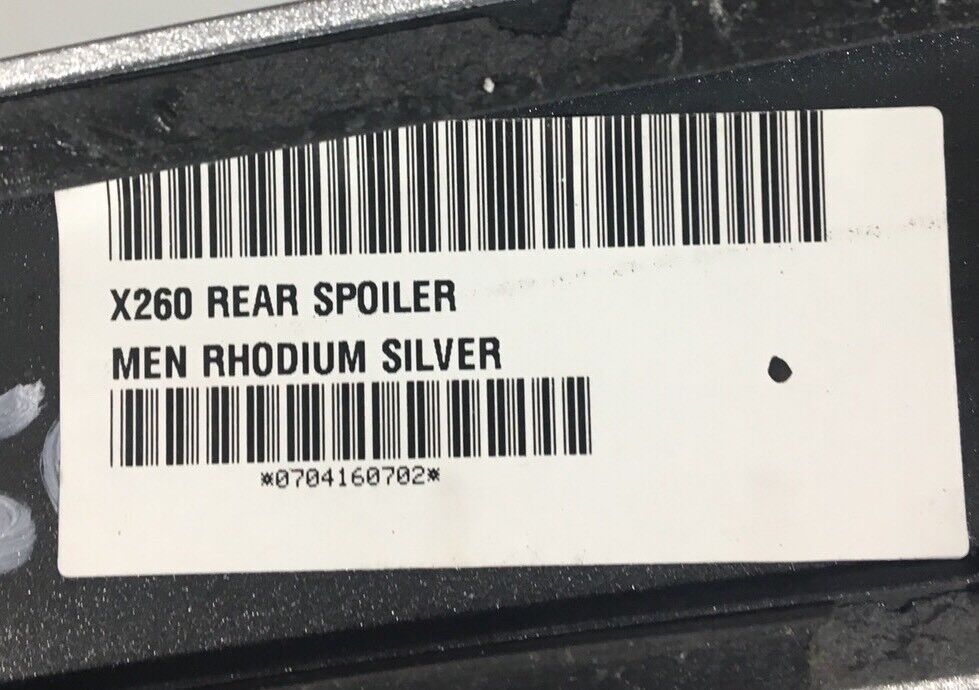 X260 REAR SPOILER
MEN RHODIUM SILVER
*0704160702*